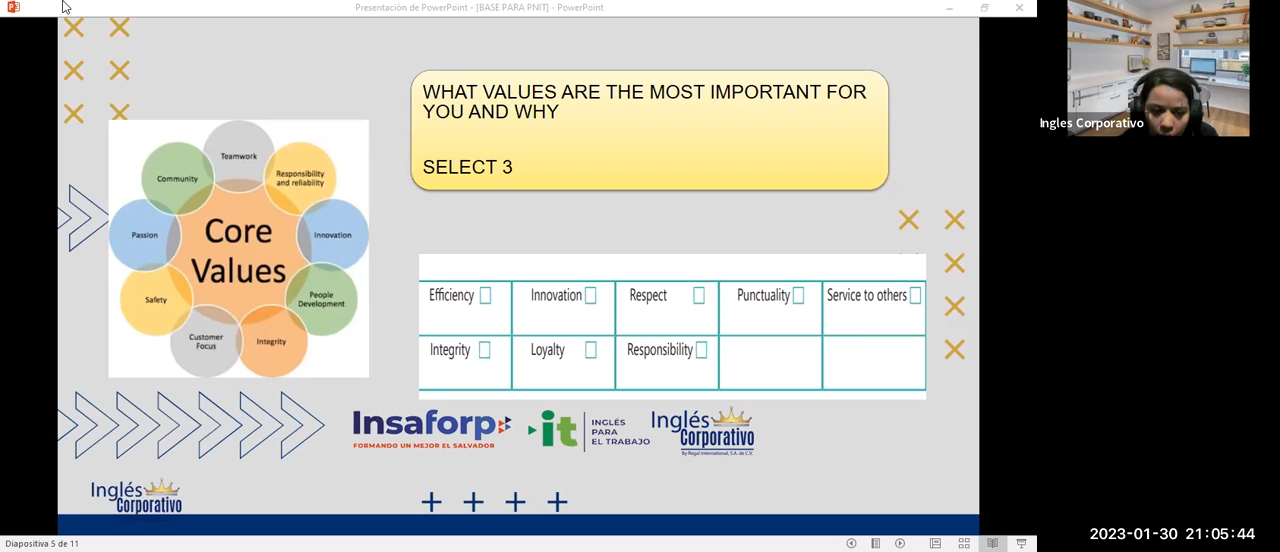 Presentación de PowerPoint - [BASE PARA PNIT] - PowerPoint
WHAT VALUES ARE THE MOST IMPORTANT FOR
YOU AND WHY
SELECT 3
Ingles Corporativo
Teamwork
Community
Responsibility
and reliability
Passion
Core
Values
Innovation
Safety
People
Development
Customer
Focus
Integrity
Efficiency
Innovation
Respect
Punctuality
Service to others
Integrity
Loyalty
Responsibility
Insaforp
FORMANDO UN MEJOR EL SALVADOR
it
INGLÉS
PARA
EL TRABAJO
Inglés
Corporativo
By Regal International, S.A. de C.V.
Inglés
Corporativo
2023-01-30 21:05:44
Diapositiva 5 de 11